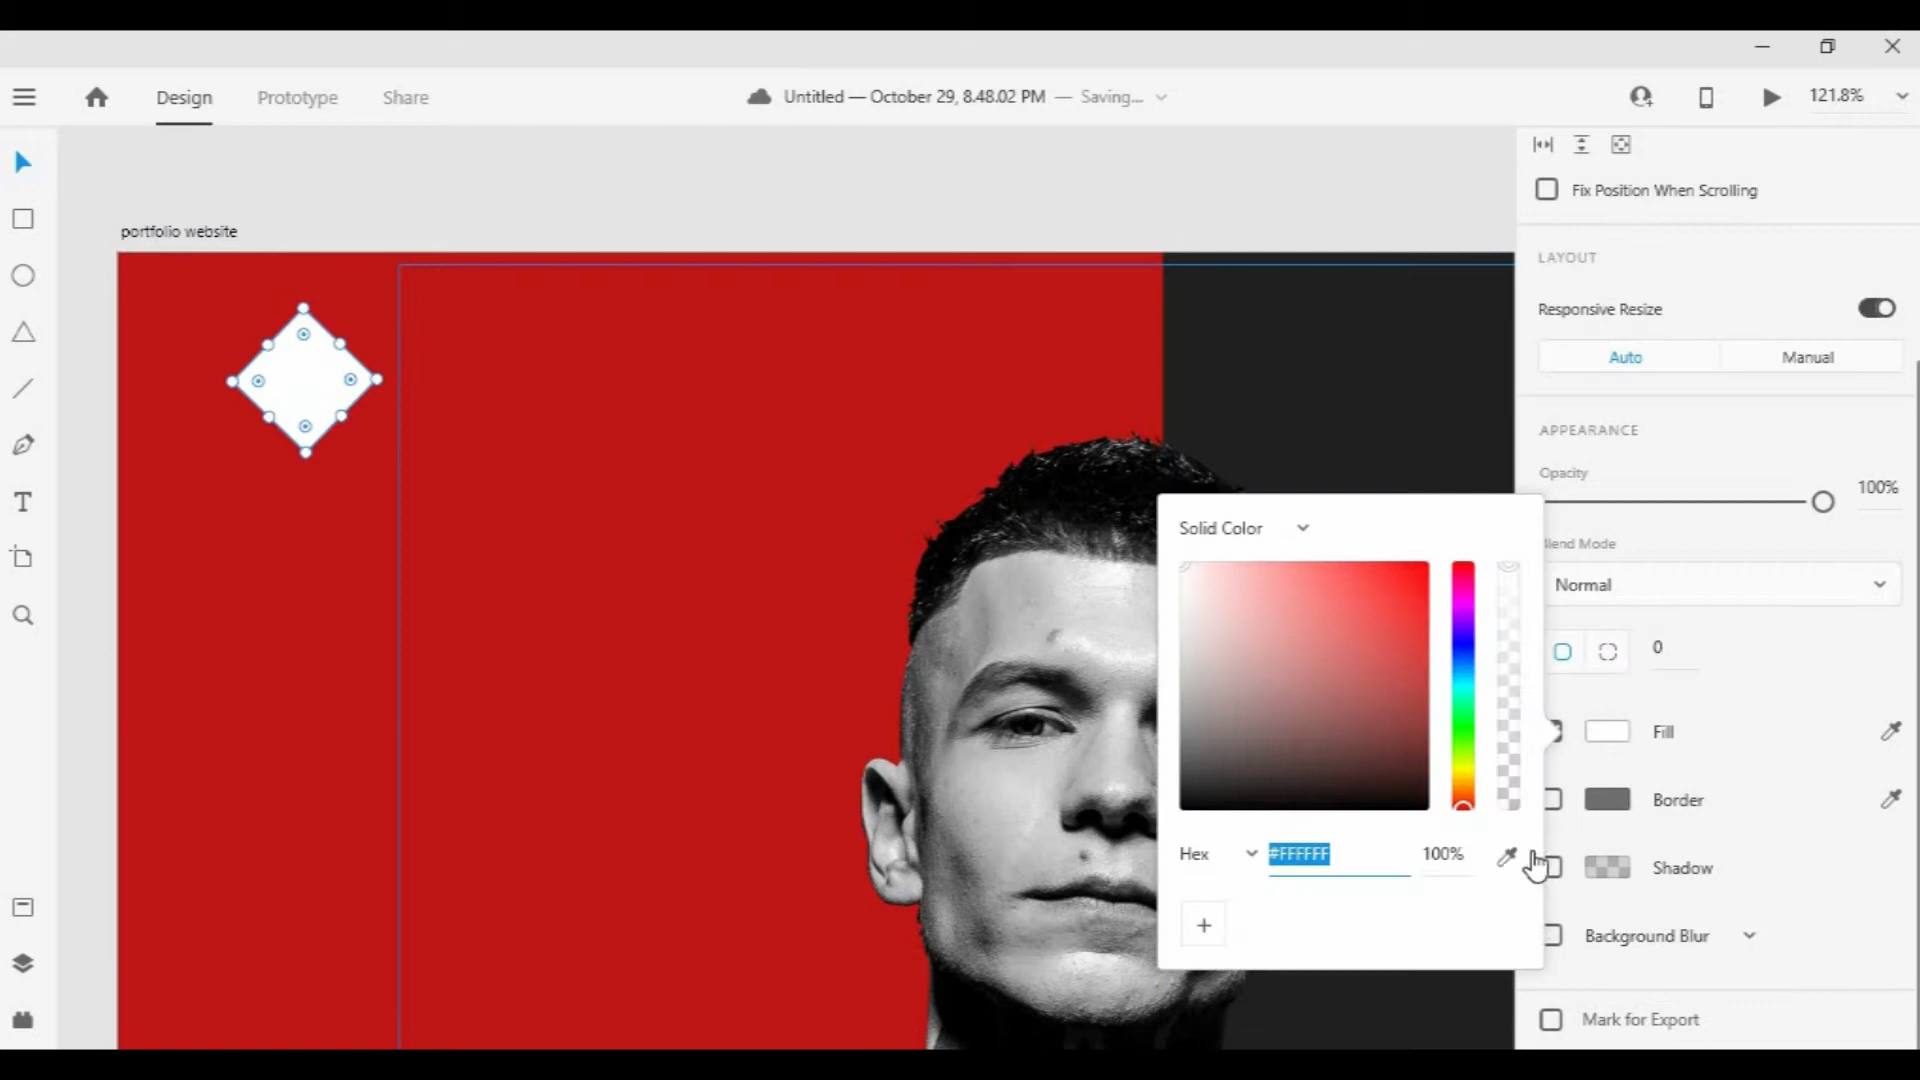 Design Prototype Share Untitled — October 29, 8.48.02 PM — Saving... 121.8%
Fix Position When Scrolling
portfolio website
LAYOUT
Responsive Resize
Auto Manual
APPEARANCE
Opacity
100%
Solid Color
Blend Mode
Normal
0
Fill
Border
Hex #FFFFFF 100%
Shadow
+
Background Blur
Mark for Export
T